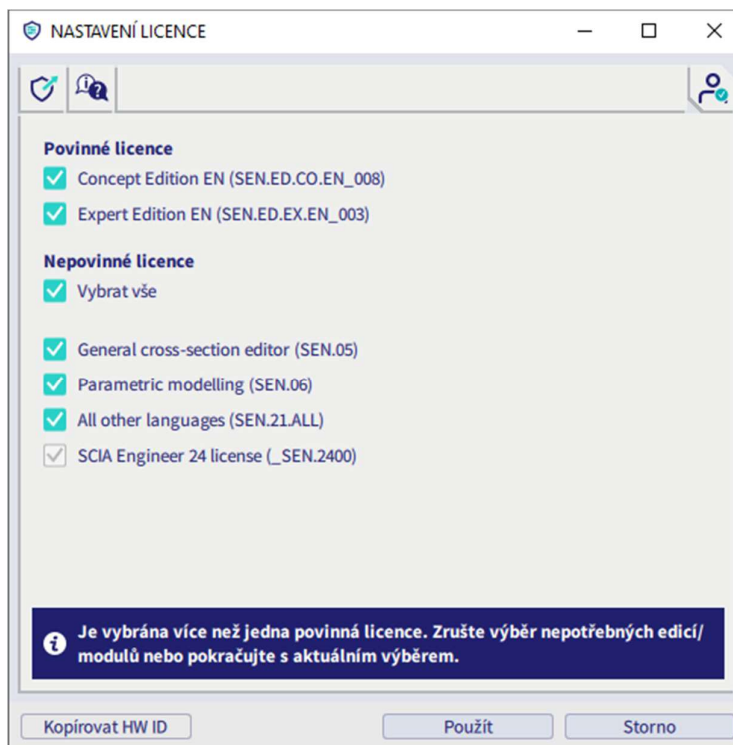 NASTAVENÍ LICENCE
Povinné licence
Concept Edition EN (SEN.ED.CO.EN_008)
Expert Edition EN (SEN.ED.EX.EN_003)
Nepovinné licence
Vybrat vše
General cross-section editor (SEN.05)
Parametric modelling (SEN.06)
All other languages (SEN.21.ALL)
SCIA Engineer 24 license (_SEN.2400)
Je vybrána více než jedna povinná licence. Zrušte výběr nepotřebných edicí/
modulů nebo pokračujte s aktuálním výběrem.
Kopírovat HW ID
Použít
Storno